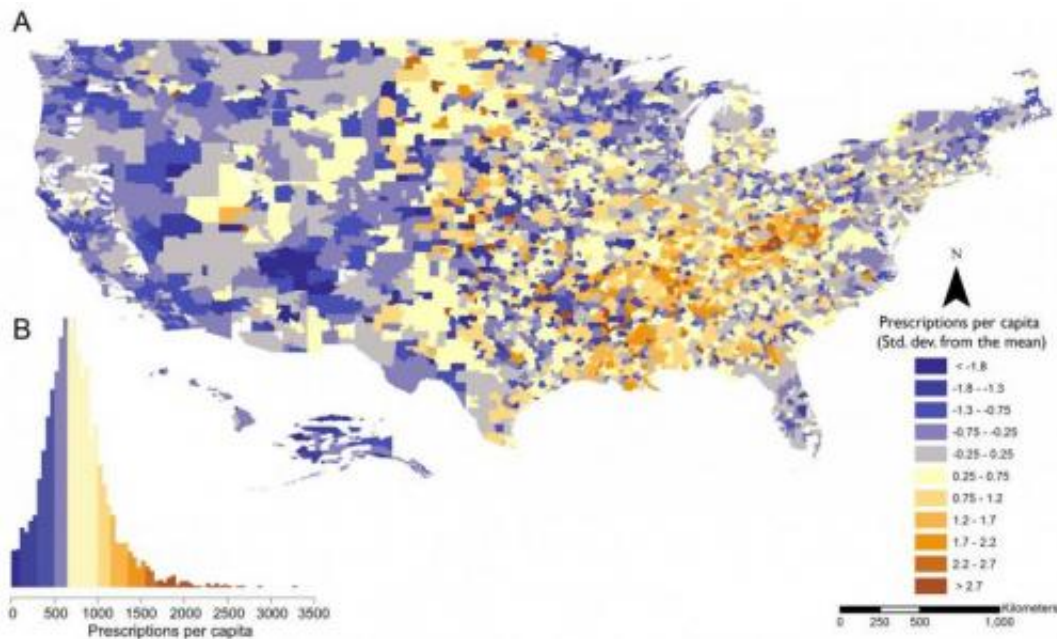 A
N
Prescriptions per capita
(Std. dev. from the mean)
< -1.8
-1.8 - -1.3
-1.3 - -0.75
-0.75 - -0.25
-0.25 - 0.25
0.25 - 0.75
0.75 - 1.2
1.2 - 1.7
1.7 - 2.2
2.2 - 2.7
> 2.7
Kilometers
0 250 500 1,000
B
0 500 1000 1500 2000 2500 3000 3500
Prescriptions per capita